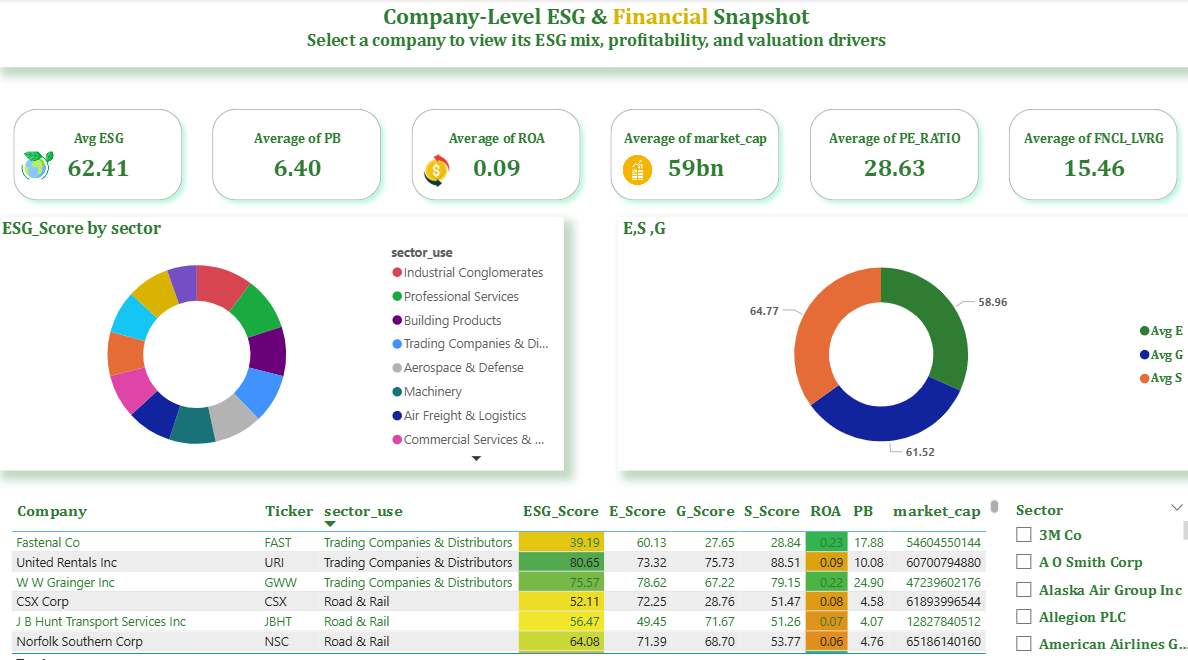 Company-Level ESG & Financial Snapshot
Select a company to view its ESG mix, profitability, and valuation drivers
Avg ESG
62.41
Average of PB
6.40
Average of ROA
0.09
Average of market_cap
59bn
Average of PE_RATIO
28.63
Average of FNCL_LVRG
15.46
ESG_Score by sector
sector_use
Industrial Conglomerates
Professional Services
Building Products
Trading Companies & Di...
Aerospace & Defense
Machinery
Air Freight & Logistics
Commercial Services & ...
E,S ,G
64.77
58.96
61.52
Avg E
Avg G
Avg S
Company Ticker sector_use ESG_Score E_Score G_Score S_Score ROA PB market_cap
Fastenal Co FAST Trading Companies & Distributors 39.19 60.13 27.65 28.84 0.23 17.88 54604550144
United Rentals Inc URI Trading Companies & Distributors 80.65 73.32 75.73 88.51 0.09 10.08 60700794880
W W Grainger Inc GWW Trading Companies & Distributors 75.57 78.62 67.22 79.15 0.22 24.90 47239602176
CSX Corp CSX Road & Rail 52.11 72.25 28.76 51.47 0.08 4.58 61893996544
J B Hunt Transport Services Inc JBHT Road & Rail 56.47 49.45 71.67 51.26 0.07 4.07 12827840512
Norfolk Southern Corp NSC Road & Rail 64.08 71.39 68.70 53.77 0.06 4.76 65186140160
Sector
3M Co
A O Smith Corp
Alaska Air Group Inc
Allegion PLC
American Airlines G...